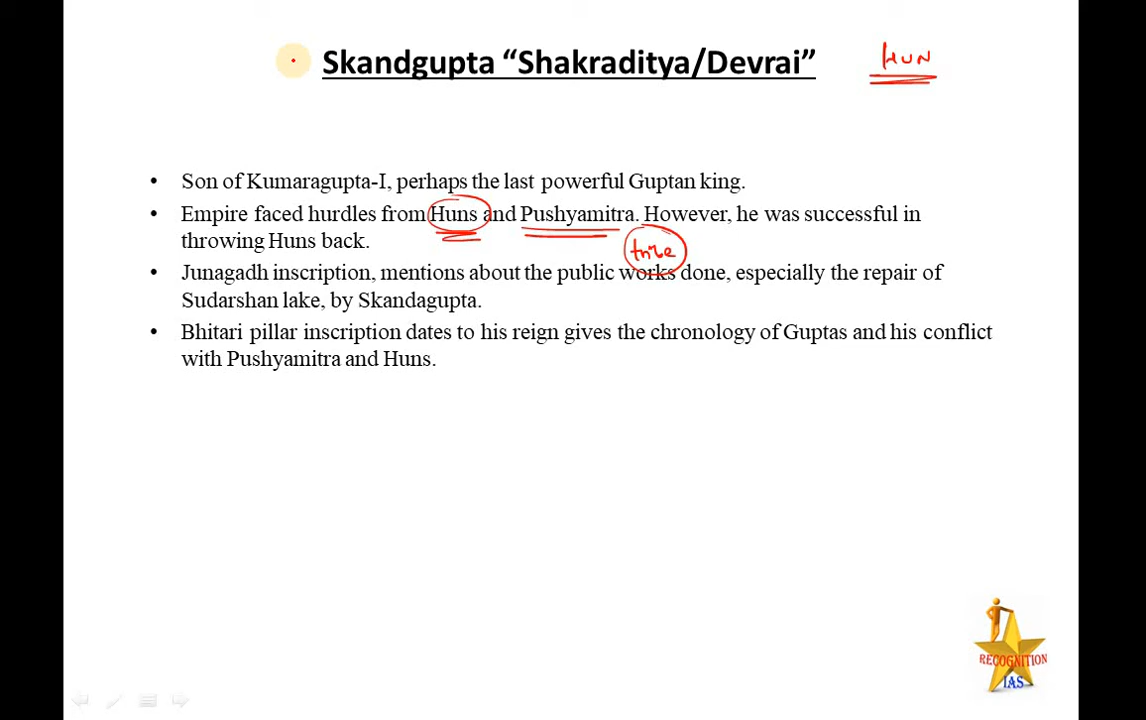 Skandgupta “Shakraditya/Devrai”
HUN
• Son of Kumaragupta-I, perhaps the last powerful Guptan king.
• Empire faced hurdles from Huns and Pushyamitra. However, he was successful in
throwing Huns back.
tribe
• Junagadh inscription, mentions about the public works done, especially the repair of
Sudarshan lake, by Skandagupta.
• Bhitari pillar inscription dates to his reign gives the chronology of Guptas and his conflict
with Pushyamitra and Huns.
RECOGNITION
IAS